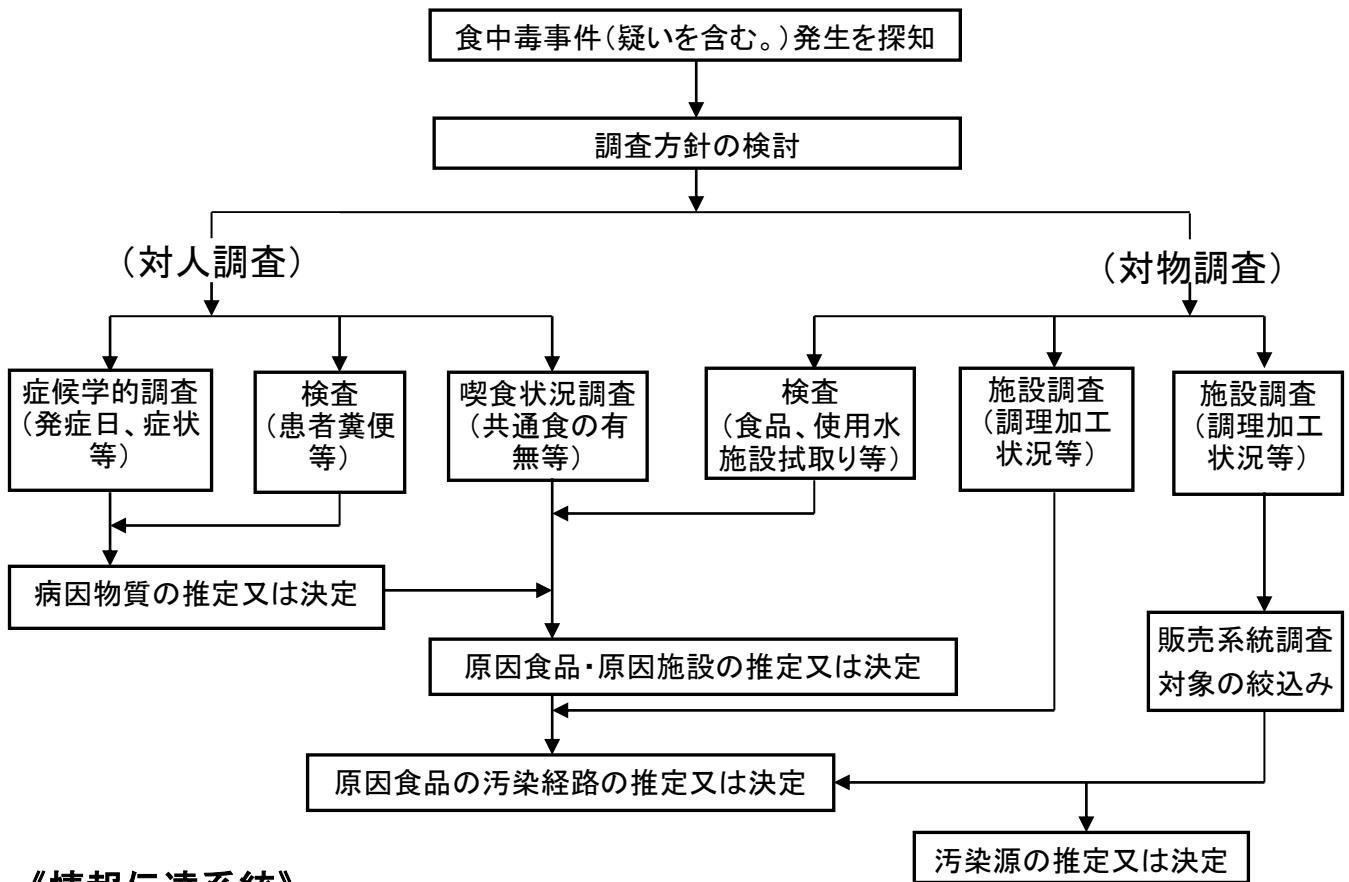 食中毒事件（疑いを含む。）発生を探知
調査方針の検討
（対人調査）
（対物調査）
症候学的調査
（発症日、症状
等）
検査
（患者糞便
等）
喫食状況調査
（共通食の有
無等）
検査
（食品、使用水
施設拭取り等）
施設調査
（調理加工
状況等）
施設調査
（調理加工
状況等）
病因物質の推定又は決定
原因食品・原因施設の推定又は決定
販売系統調査
対象の絞込み
原因食品の汚染経路の推定又は決定
汚染源の推定又は決定
《情報伝達系統》